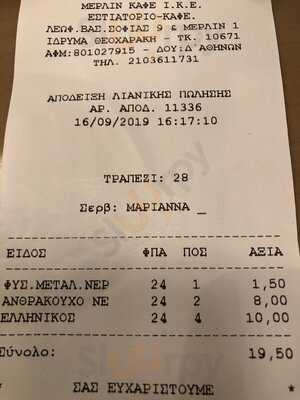 ΜΕΡΛΙΝ ΚΑΦΕ Ι.Κ.Ε.
ΕΣΤΙΑΤΟΡΙΟ-ΚΑΦΕ.
ΛΕΩΦ.ΒΑΣ.ΣΟΦΙΑΣ 9 & ΜΕΡΛΙΝ 1
ΙΔΡΥΜΑ ΘΕΟΧΑΡΑΚΗ - ΤΚ. 10671
ΑΦΜ:801027915 - ΔΟΥ:Δ΄ΑΘΗΝΩΝ
ΤΗΛ. 2103611731
ΑΠΟΔΕΙΞΗ ΛΙΑΝΙΚΗΣ ΠΩΛΗΣΗΣ
ΑΡ. ΑΠΟΔ. 11336
16/09/2019 16:17:10
ΤΡΑΠΕΖΙ: 28
Σερβ: ΜΑΡΙΑΝΝΑ _
ΕΙΔΟΣ ΦΠΑ ΠΟΣ ΑΞΙΑ
ΦΥΣ.ΜΕΤΑΛ.ΝΕΡ 24 1 1,50
ΑΝΘΡΑΚΟΥΧΟ ΝΕ 24 2 8,00
ΕΛΛΗΝΙΚΟΣ 24 4 10,00
Σύνολο: 19,50
* ΣΑΣ ΕΥΧΑΡΙΣΤΟΥΜΕ *